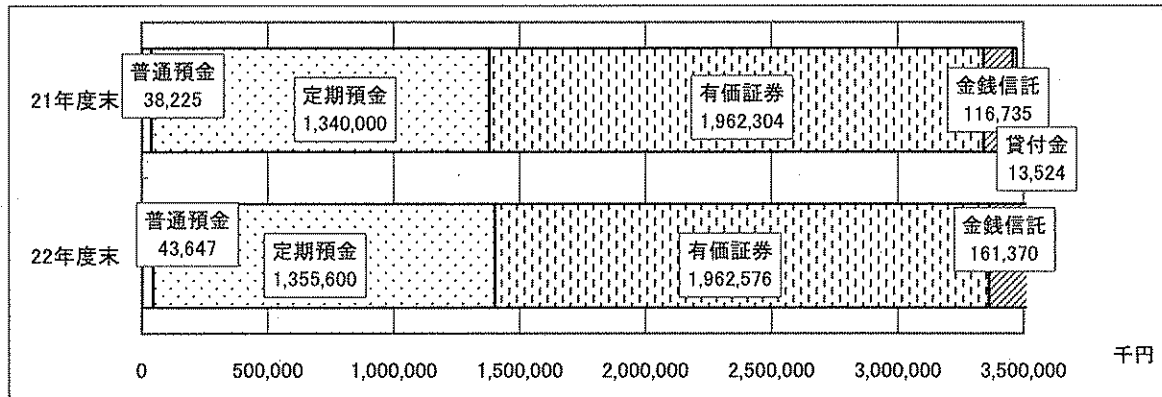 21年度末
普通預金
38,225
定期預金
1,340,000
有価証券
1,962,304
金銭信託
116,735
貸付金
13,524
22年度末
普通預金
43,647
定期預金
1,355,600
有価証券
1,962,576
金銭信託
161,370
0
500,000
1,000,000
1,500,000
2,000,000
2,500,000
3,000,000
3,500,000
千円